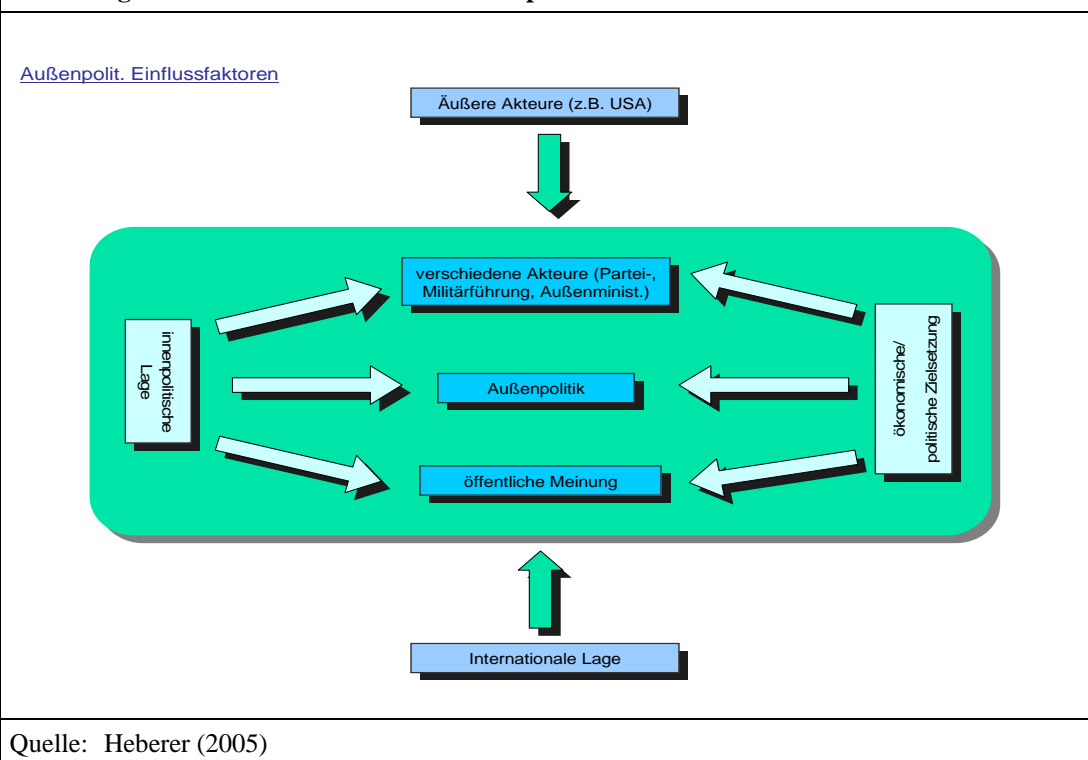 Außenpolit. Einflussfaktoren
Äußere Akteure (z.B. USA)
verschiedene Akteure (Partei-,
Militärführung, Außenminist.)
innenpolitische
Lage
Außenpolitik
ökonomische/
politische Zielsetzung
öffentliche Meinung
Internationale Lage
Quelle: Heberer (2005)